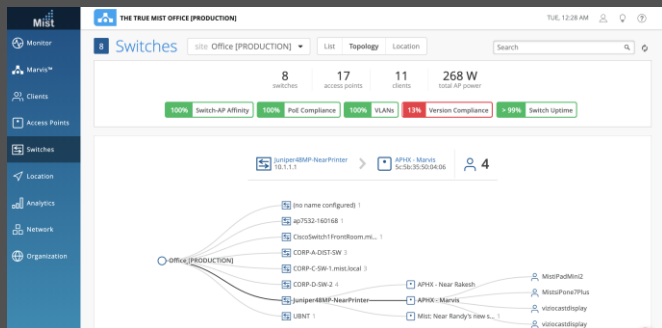 Mist
THE TRUE MIST OFFICE [PRODUCTION]
TUE, 12:28 AM
Monitor
Marvis™
Clients
Access Points
Switches
Location
Analytics
Network
Organization
8 Switches
site Office [PRODUCTION]
List Topology Location
Search
8 switches
17 access points
11 clients
268 W total AP power
100% Switch-AP Affinity
100% PoE Compliance
100% VLANs
13% Version Compliance
> 99% Switch Uptime
Juniper48MP-NearPrinter
10.1.1.1
APHX - Marvis
5c:5b:35:50:04:06
4
Office [PRODUCTION]
(no name configured) 1
ap7532-160168 1
CiscoSwitch1FrontRoom.mi... 1
CORP-A-DIST-SW 3
CORP-C-SW-1.mist.local 3
CORP-D-SW-2 4
Juniper48MP-NearPrinter
UBNT 1
APHX - Near Rakesh
APHX - Marvis
Mist: Near Randy's new s... 1
MistPadMini2
MistsiPone7Plus
viziocastdisplay
viziocastdisplay